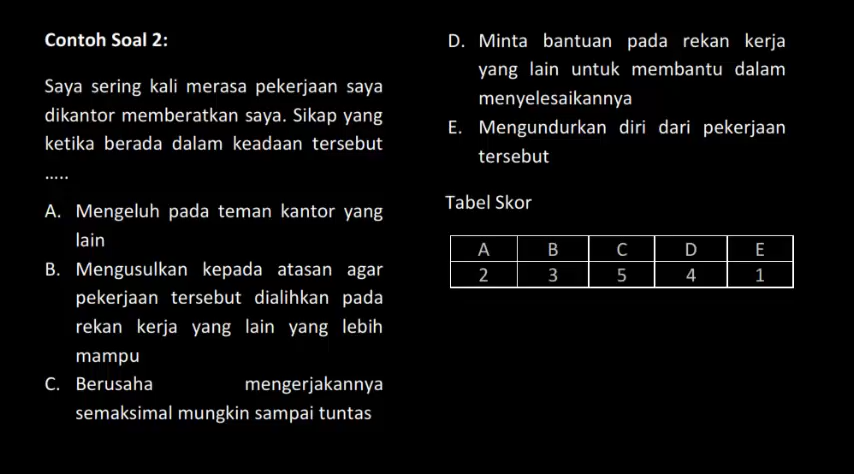 Contoh Soal 2:
Saya sering kali merasa pekerjaan saya
dikantor memberatkan saya. Sikap yang
ketika berada dalam keadaan tersebut
.....
A. Mengeluh pada teman kantor yang
lain
B. Mengusulkan kepada atasan agar
pekerjaan tersebut dialihkan pada
rekan kerja yang lain yang lebih
mampu
C. Berusaha mengerjakannya
semaksimal mungkin sampai tuntas
D. Minta bantuan pada rekan kerja
yang lain untuk membantu dalam
menyelesaikannya
E. Mengundurkan diri dari pekerjaan
tersebut
Tabel Skor
A B C D E
2 3 5 4 1